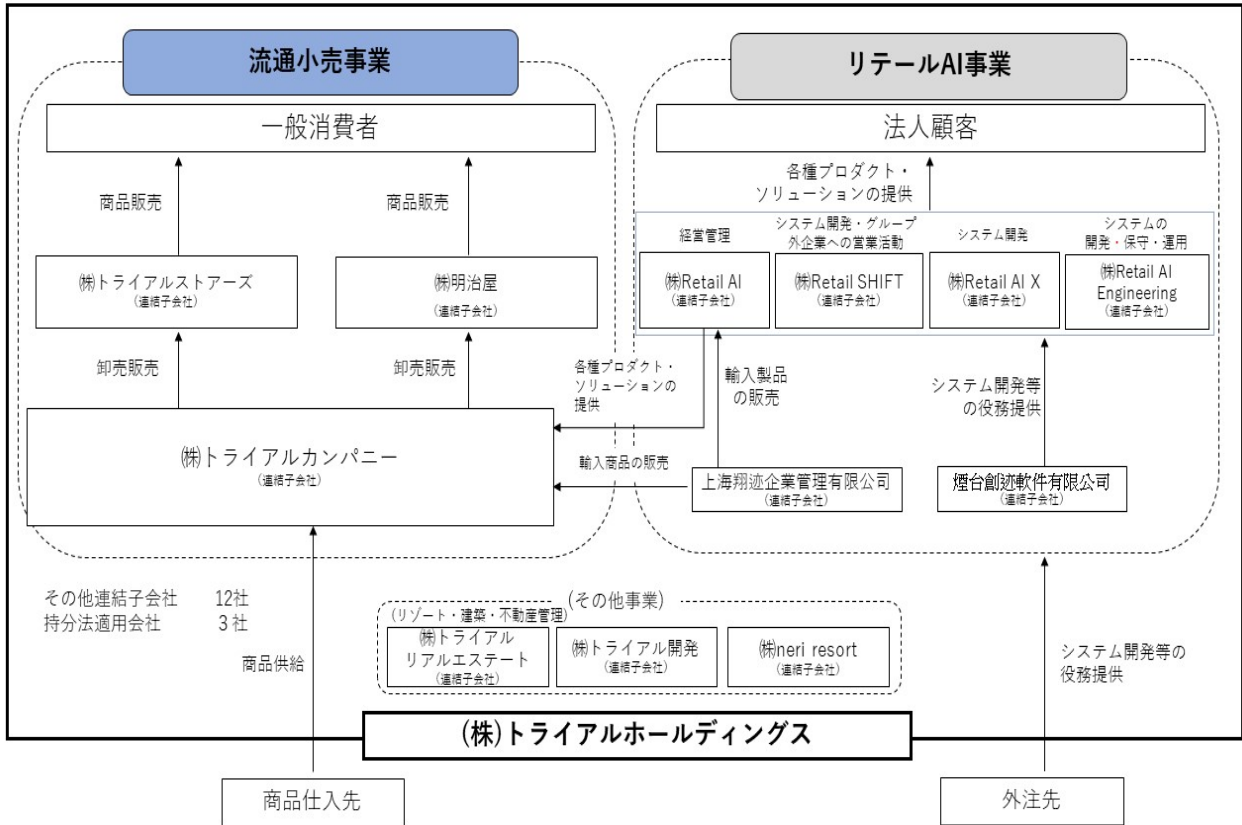 流通小売事業
リテールAI事業
一般消費者
法人顧客
商品販売
商品販売
各種プロダクト・
ソリューションの提供
経営管理
システム開発・グループ
外企業への営業活動
システム開発
システムの
開発・保守・運用
㈱トライアルストアーズ
(連結子会社)
㈱明治屋
(連結子会社)
㈱Retail AI
(連結子会社)
㈱Retail SHIFT
(連結子会社)
㈱Retail AI X
(連結子会社)
㈱Retail AI
Engineering
(連結子会社)
卸売販売
卸売販売
各種プロダクト・
ソリューションの
提供
輸入製品
の販売
システム開発等
の役務提供
㈱トライアルカンパニー
(連結子会社)
輸入商品の販売
上海翔迹企業管理有限公司
(連結子会社)
煙台創迹軟件有限公司
(連結子会社)
その他連結子会社 12社
持分法適用会社 3社
商品供給
(その他事業)
(リゾート・建築・不動産管理)
㈱トライアル
リアルエステート
(連結子会社)
㈱トライアル開発
(連結子会社)
㈱neri resort
(連結子会社)
システム開発等の
役務提供
(株)トライアルホールディングス
商品仕入先
外注先